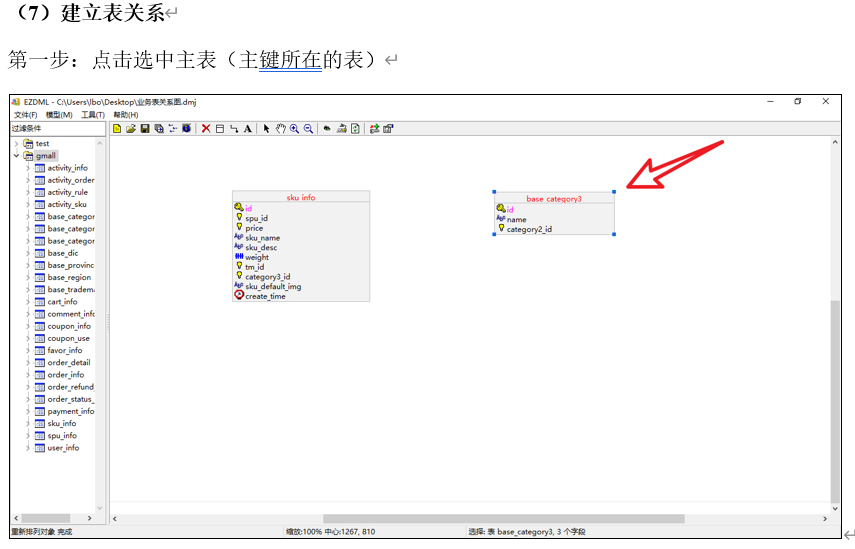 （7）建立表关系
第一步：点击选中主表（主键所在的表）
EZDML - C:\Users\lbo\Desktop\业务表关系图.dmj
文件(F) 模型(M) 工具(T) 帮助(H)
过滤条件
test
gmall
activity_info
activity_order
activity_rule
activity_sku
base_categor
base_categor
base_categor
base_dic
base_provinc
base_region
base_tradema
cart_info
comment_info
coupon_info
coupon_use
favor_info
order_detail
order_info
order_refund_
order_status_
payment_info
sku_info
spu_info
user_info
sku_info
id
spu_id
price
sku_name
sku_desc
weight
tm_id
category3_id
sku_default_img
create_time
base_category3
id
name
category2_id
重新排列对象 完成 缩放:100% 中心:1267, 810 选择: 表 base_category3, 3 个字段